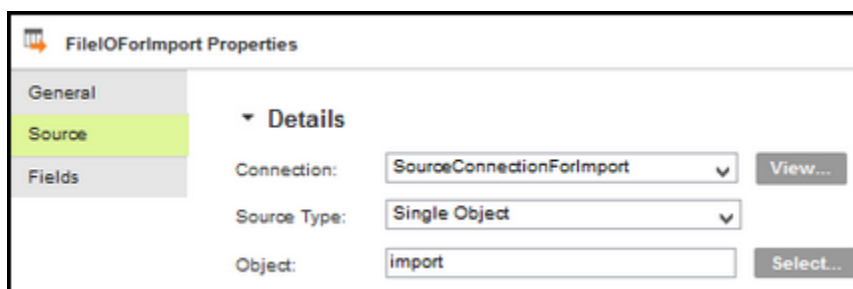 FileIOForImport Properties
General
Source
Fields
Details
Connection: SourceConnectionForImport View...
Source Type: Single Object
Object: import Select...